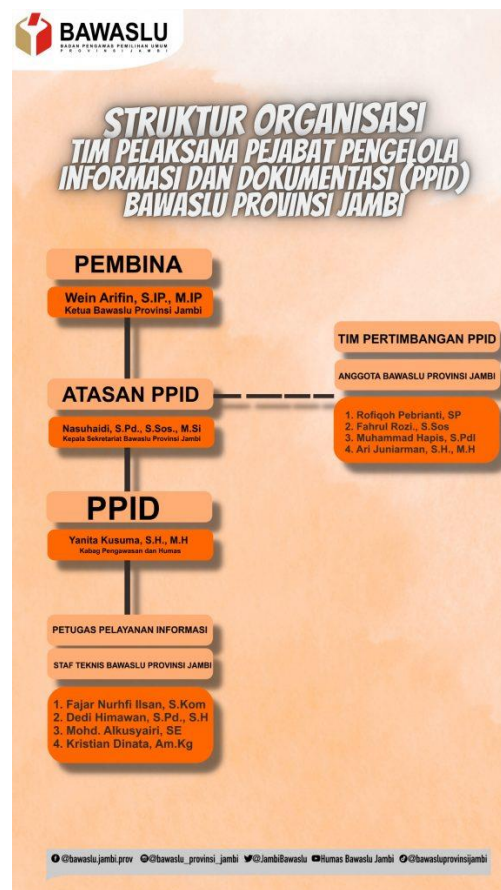 BAWASLU
BADAN PENGAWAS PEMILIHAN UMUM
PROVINSI JAMBI
STRUKTUR ORGANISASI
TIM PELAKSANA PEJABAT PENGELOLA
INFORMASI DAN DOKUMENTASI (PPID)
BAWASLU PROVINSI JAMBI
PEMBINA
Wein Arifin, S.IP., M.IP
Ketua Bawaslu Provinsi Jambi
ATASAN PPID
Nasuhaidi, S.Pd., S.Sos., M.Si
Kepala Sekretariat Bawaslu Provinsi Jambi
TIM PERTIMBANGAN PPID
ANGGOTA BAWASLU PROVINSI JAMBI
1. Rofiqoh Pebrianti, SP
2. Fahrul Rozi., S.Sos
3. Muhammad Hapis, S.PdI
4. Ari Juniarman, S.H., M.H
PPID
Yanita Kusuma, S.H., M.H
Kabag Pengawasan dan Humas
PETUGAS PELAYANAN INFORMASI
STAF TEKNIS BAWASLU PROVINSI JAMBI
1. Fajar Nurhfi Ilsan, S.Kom
2. Dedi Himawan, S.Pd., S.H
3. Mohd. Alkusyairi, SE
4. Kristian Dinata, Am.Kg
@bawaslu.jambi.prov @bawaslu_provinsi_jambi @JambiBawaslu Humas Bawaslu Jambi @bawasluprovinsijambi